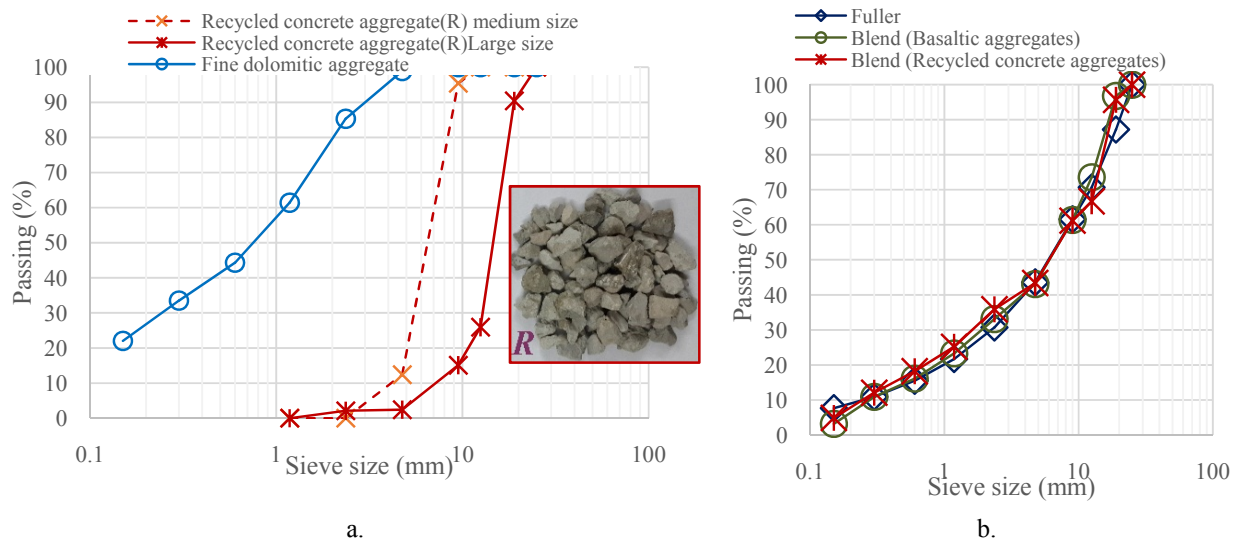 Recycled concrete aggregate(R) medium size
Recycled concrete aggregate(R)Large size
Fine dolomitic aggregate
100
90
80
70
60
50
40
30
20
10
0
Passing (%)
0.1 1 10 100
Sieve size (mm)
R
a.
Fuller
Blend (Basaltic aggregates)
Blend (Recycled concrete aggregates)
100
90
80
70
60
50
40
30
20
10
0
Passing (%)
0.1 1 10 100
Sieve size (mm)
b.